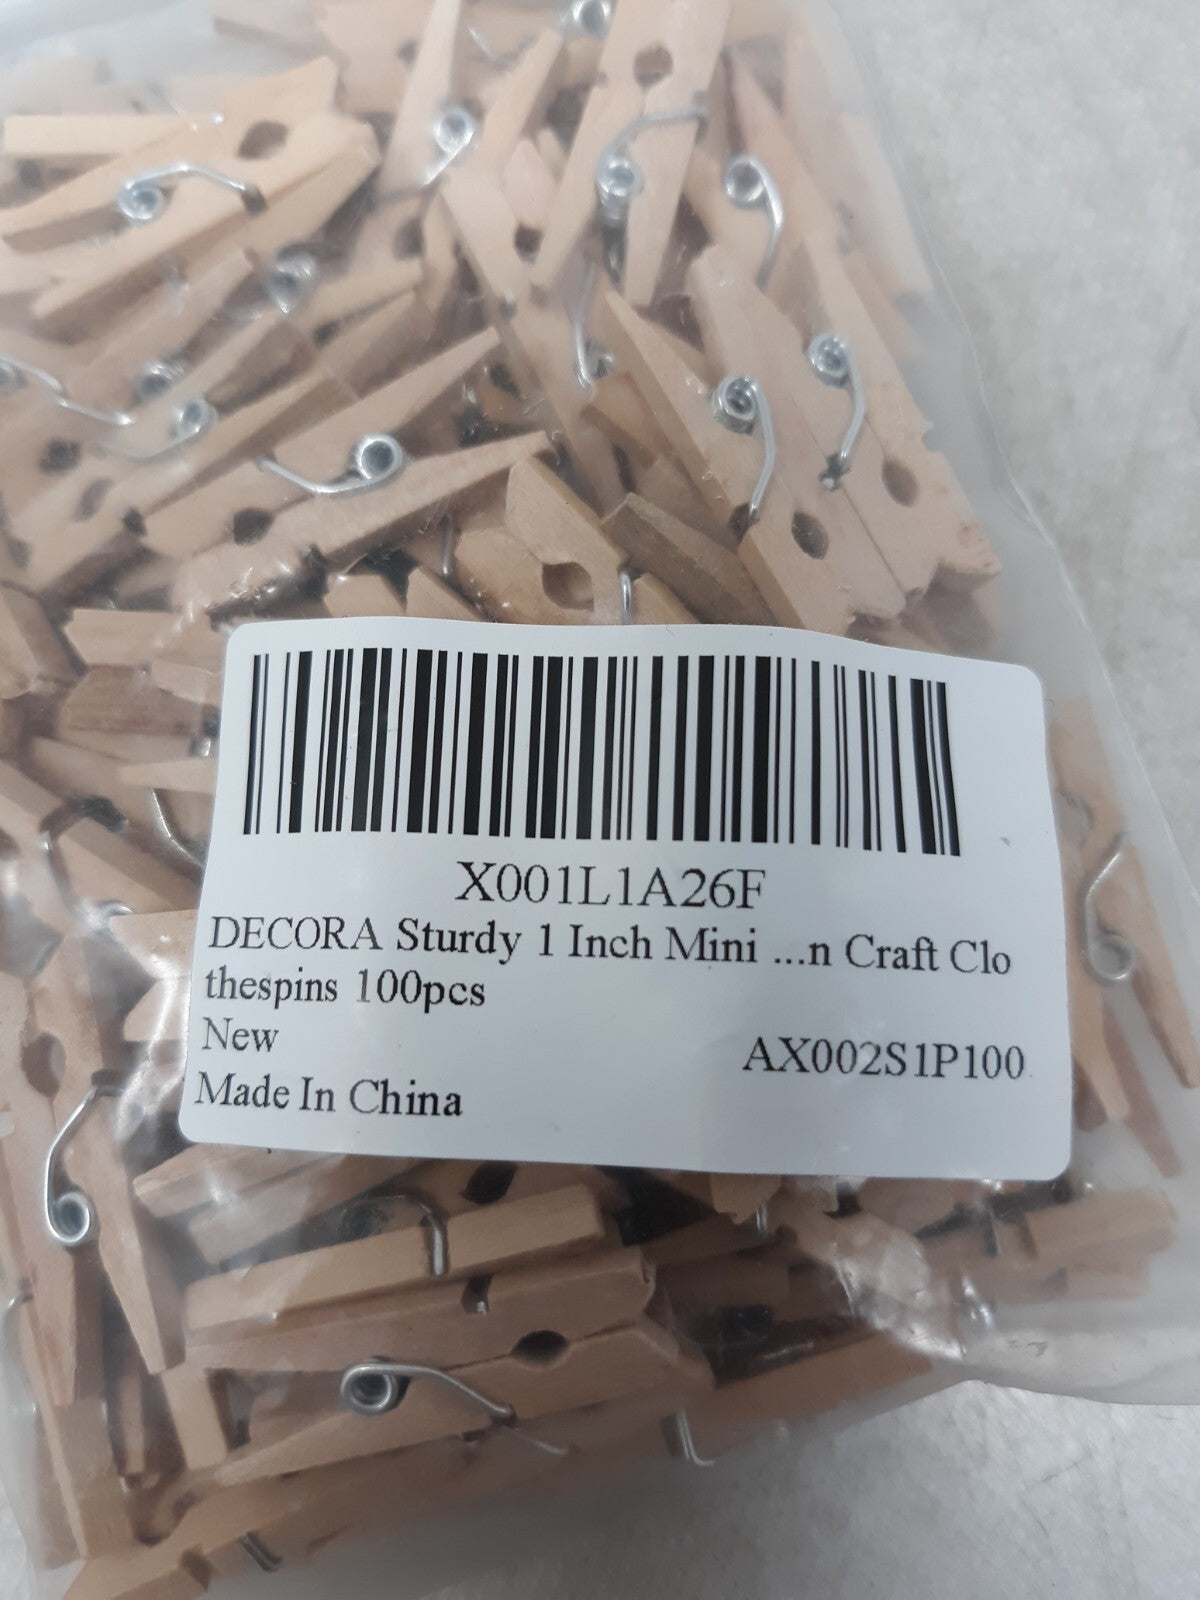 X001L1A26F
DECORA Sturdy 1 Inch Mini ...n Craft Clo
thespins 100pcs
New
AX002S1P100
Made In China